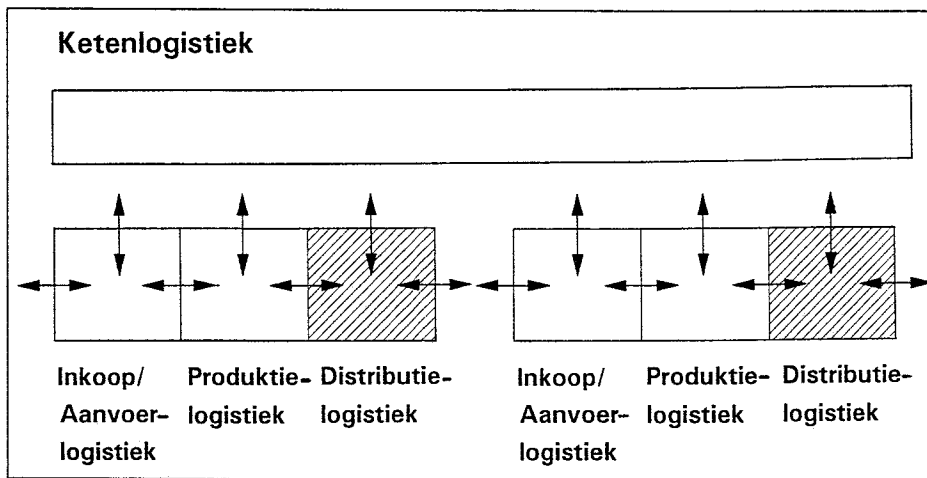 Ketenlogistiek
Inkoop/
Aanvoer-
logistiek
Produktie-
logistiek
Distributie-
logistiek
Inkoop/
Aanvoer-
logistiek
Produktie-
logistiek
Distributie-
logistiek